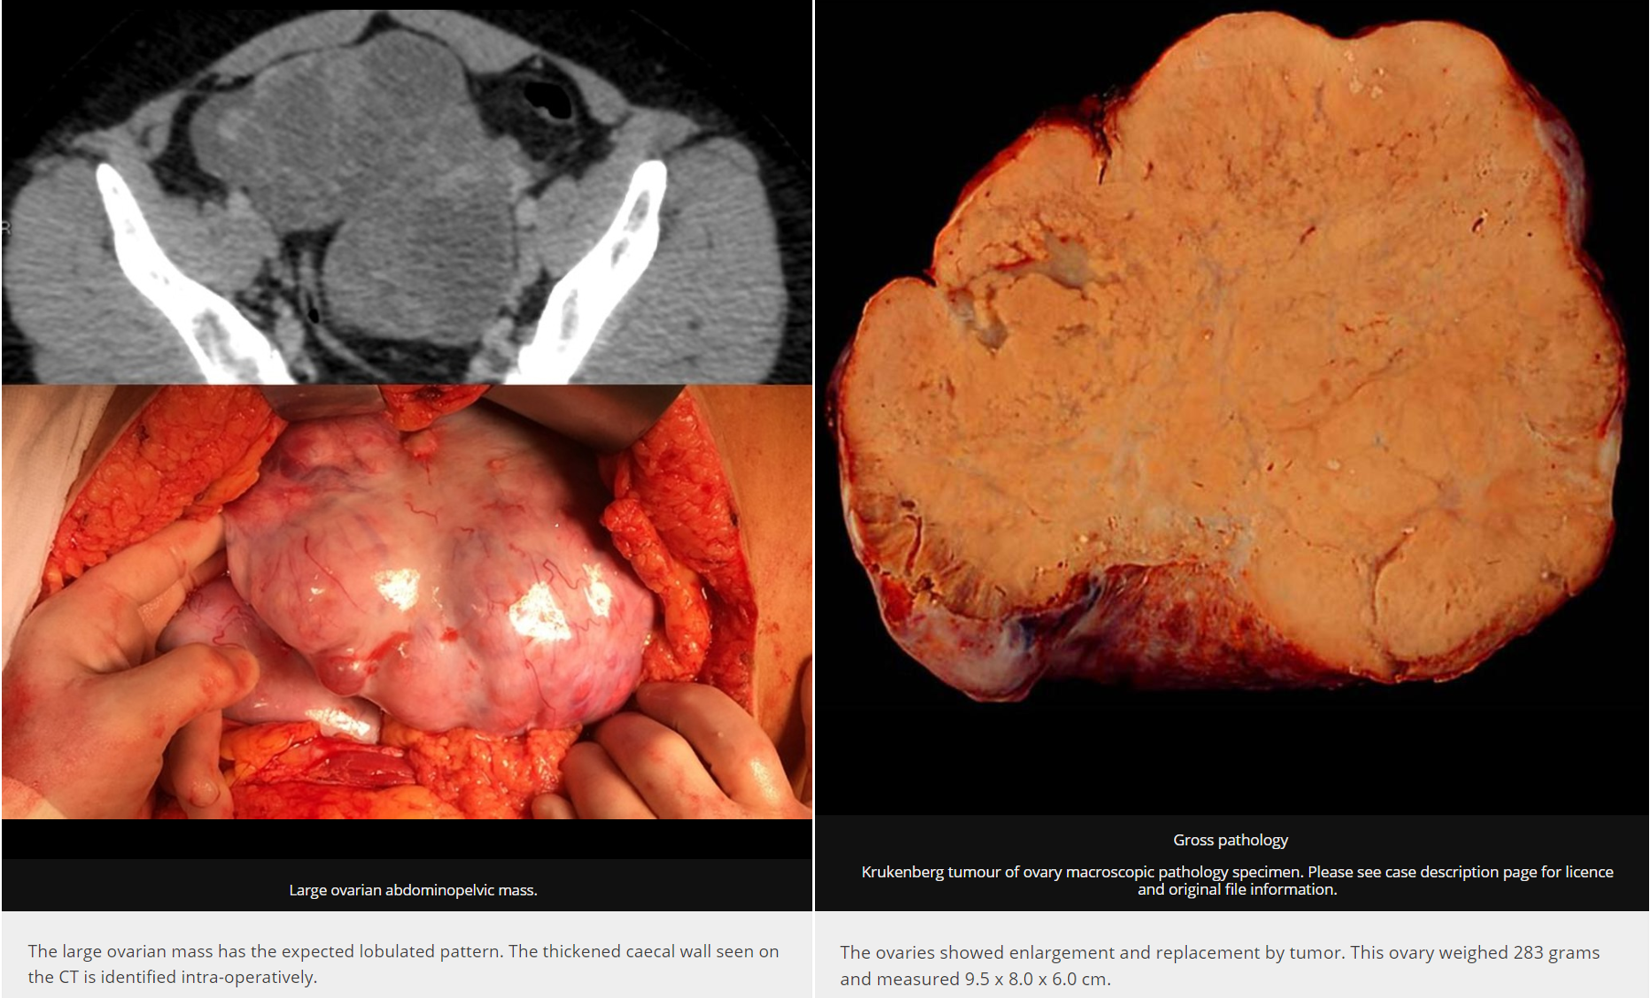 R
Large ovarian abdominopelvic mass.
The large ovarian mass has the expected lobulated pattern. The thickened caecal wall seen on
the CT is identified intra-operatively.
Gross pathology
Krukenberg tumour of ovary macroscopic pathology specimen. Please see case description page for licence
and original file information.
The ovaries showed enlargement and replacement by tumor. This ovary weighed 283 grams
and measured 9.5 x 8.0 x 6.0 cm.